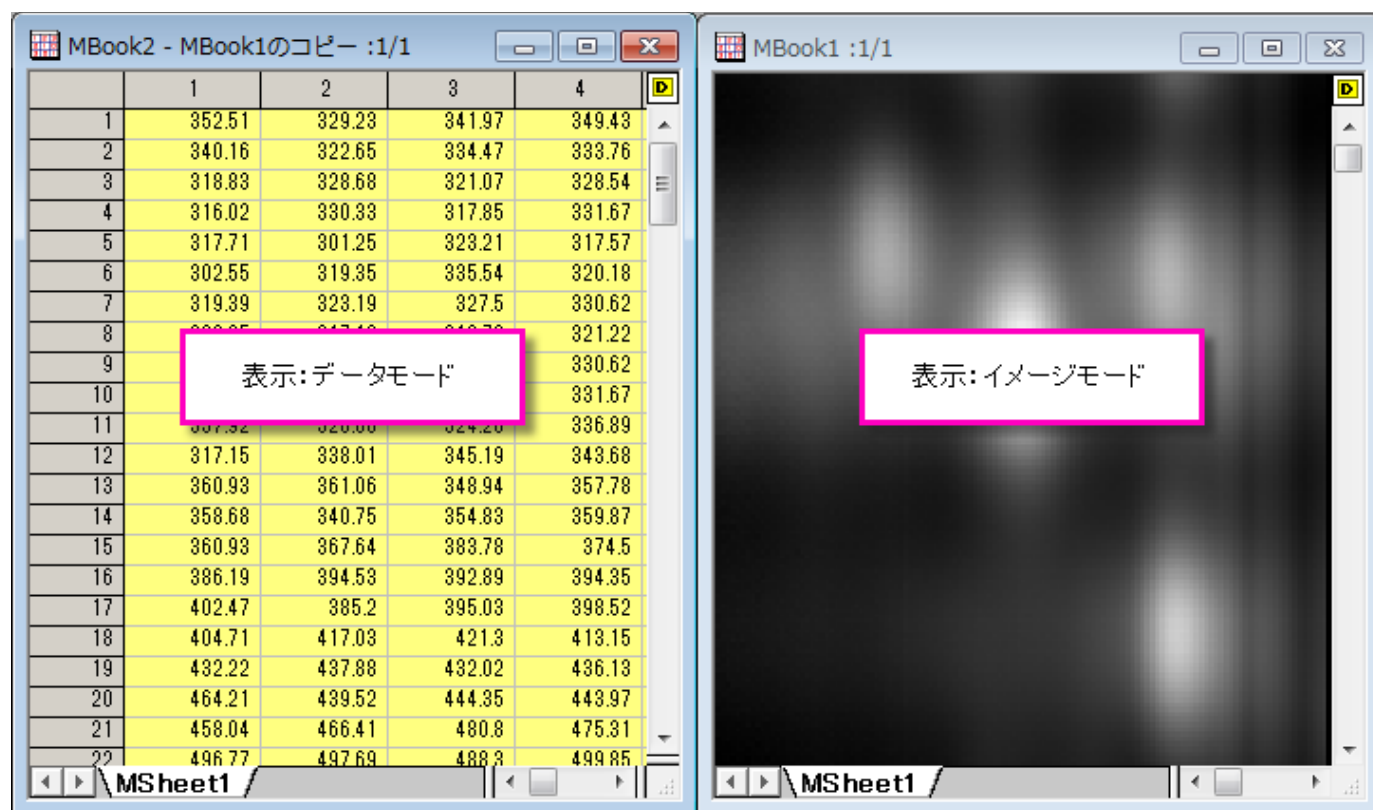 MBook2 - MBook1のコピー :1/1
1 2 3 4 D
1 352.51 329.23 341.97 349.43
2 340.16 322.65 334.47 333.76
3 318.83 328.68 321.07 328.54
4 316.02 330.33 317.85 331.67
5 317.71 301.25 323.21 317.57
6 302.55 319.35 335.54 320.18
7 319.39 323.19 327.5 330.62
8 321.22
9 330.62
表示:データモード
10 331.67
11 336.89
12 317.15 338.01 345.19 343.68
13 360.93 361.06 348.94 357.78
14 358.68 340.75 354.83 359.87
15 360.93 367.64 383.78 374.5
16 386.19 394.53 392.89 394.35
17 402.47 385.2 395.03 398.52
18 404.71 417.03 421.3 413.15
19 432.22 437.88 432.02 436.13
20 464.21 439.52 444.35 443.97
21 458.04 466.41 480.8 475.31
22 496.77 497.69 488.3 499.85
MSheet1
MBook1 :1/1
D
表示:イメージモード
MSheet1